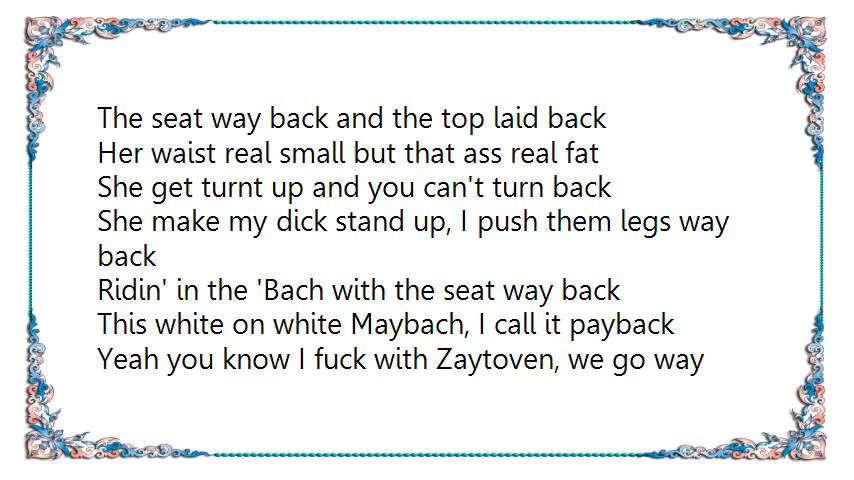 The seat way back and the top laid back
Her waist real small but that ass real fat
She get turnt up and you can't turn back
She make my dick stand up, I push them legs way
back
Ridin' in the 'Bach with the seat way back
This white on white Maybach, I call it payback
Yeah you know I fuck with Zaytoven, we go way